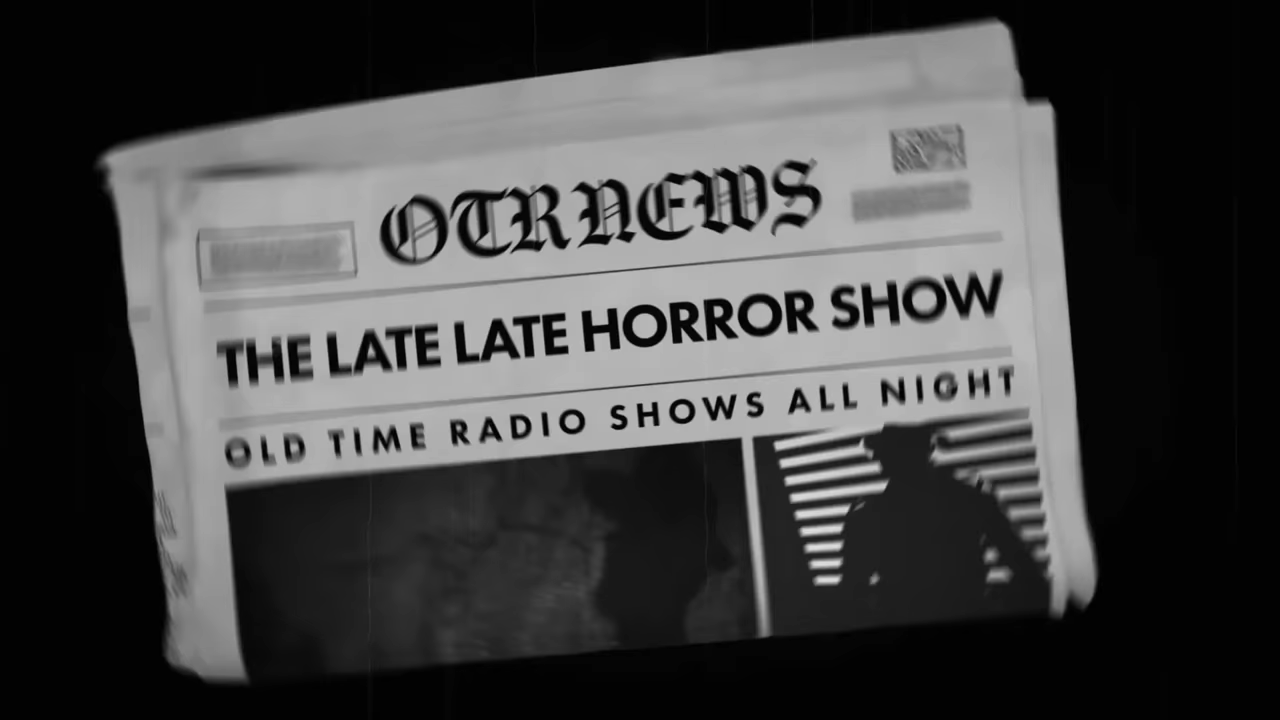 OTRNEWS
THE LATE LATE HORROR SHOW
OLD TIME RADIO SHOWS ALL NIGHT